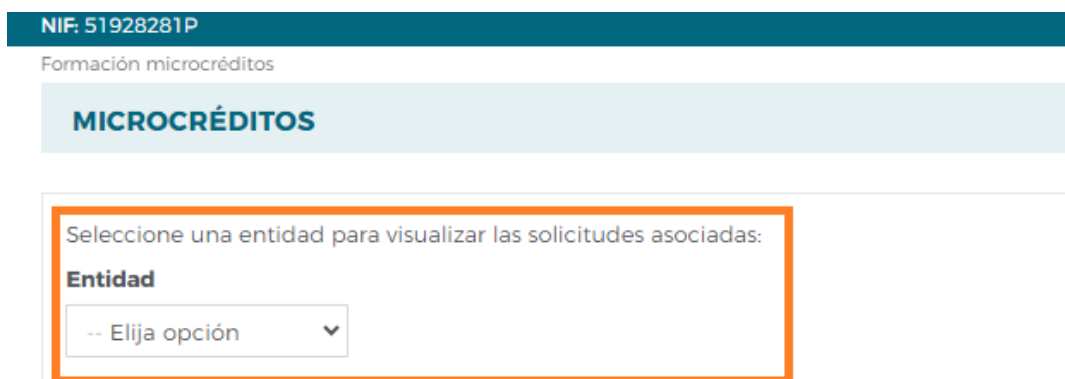 NIF: 51928281P
Formación microcréditos
MICROCRÉDITOS
Seleccione una entidad para visualizar las solicitudes asociadas:
Entidad
-- Elija opción